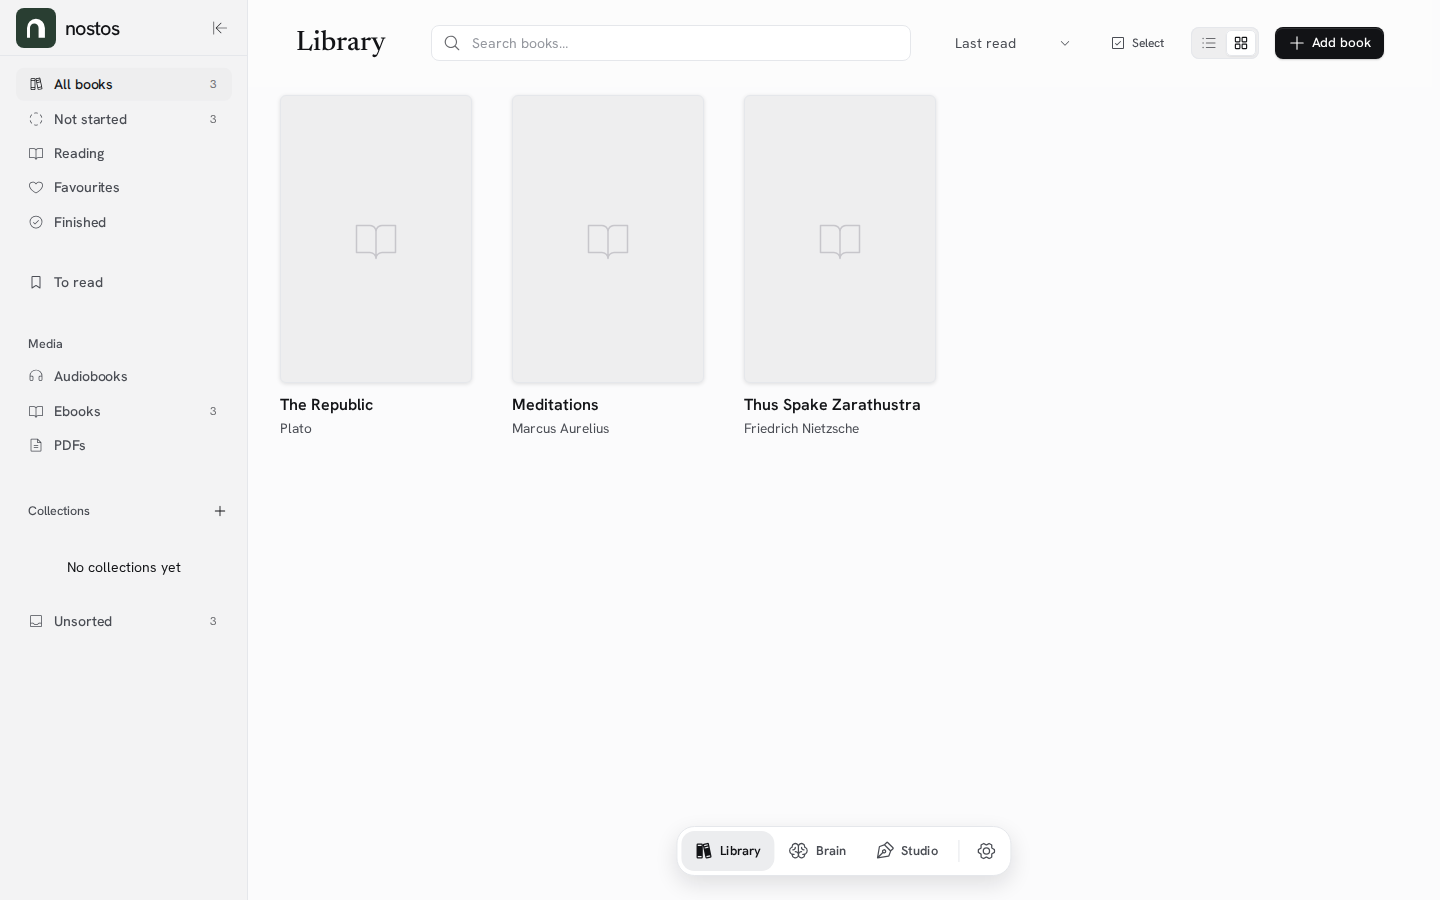 nostos
All books 3
Not started 3
Reading
Favourites
Finished
To read
Media
Audiobooks
Ebooks 3
PDFs
Collections
No collections yet
Unsorted 3
Library
Search books...
Last read
Select
Add book
The Republic
Plato
Meditations
Marcus Aurelius
Thus Spake Zarathustra
Friedrich Nietzsche
Library
Brain
Studio